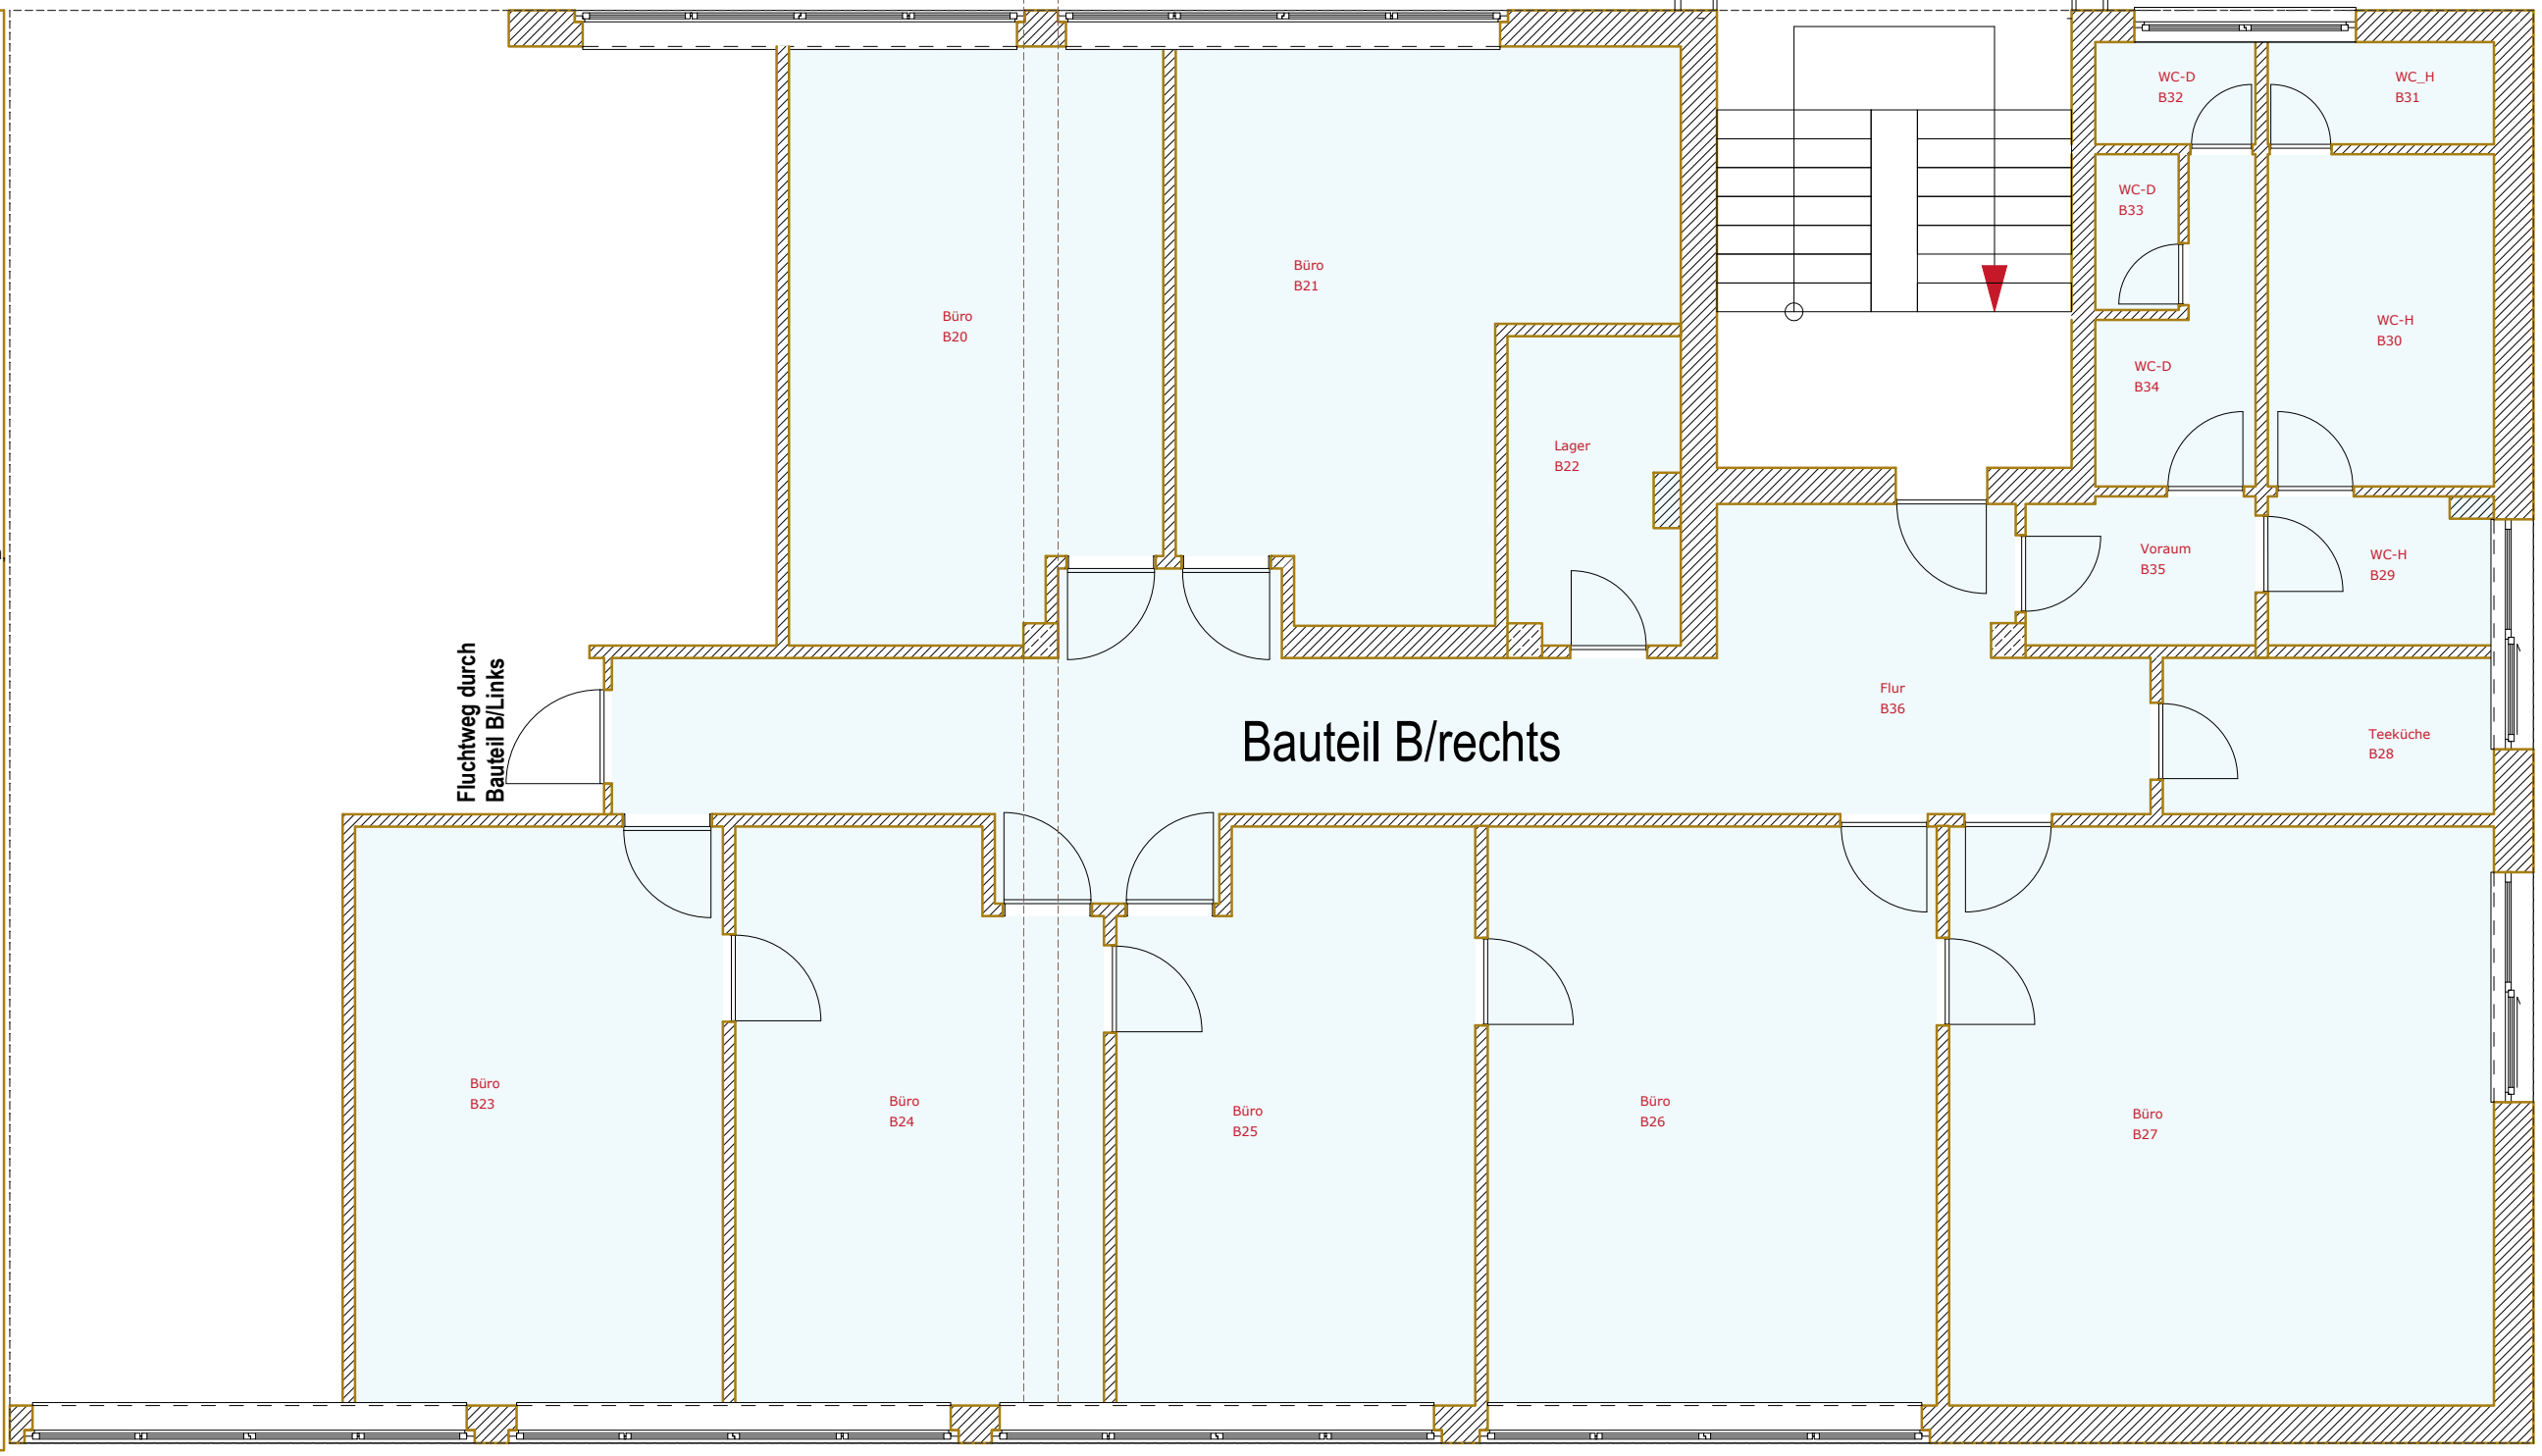 WC-D
B32
WC_H
B31
WC-D
B33
Büro
B21
Büro
B20
WC-H
B30
WC-D
B34
Lager
B22
Voraum
B35
WC-H
B29
Fluchtweg durch
Bauteil B/Links
Flur
B36
Bauteil B/rechts
Teeküche
B28
Büro
B23
Büro
B24
Büro
B25
Büro
B26
Büro
B27